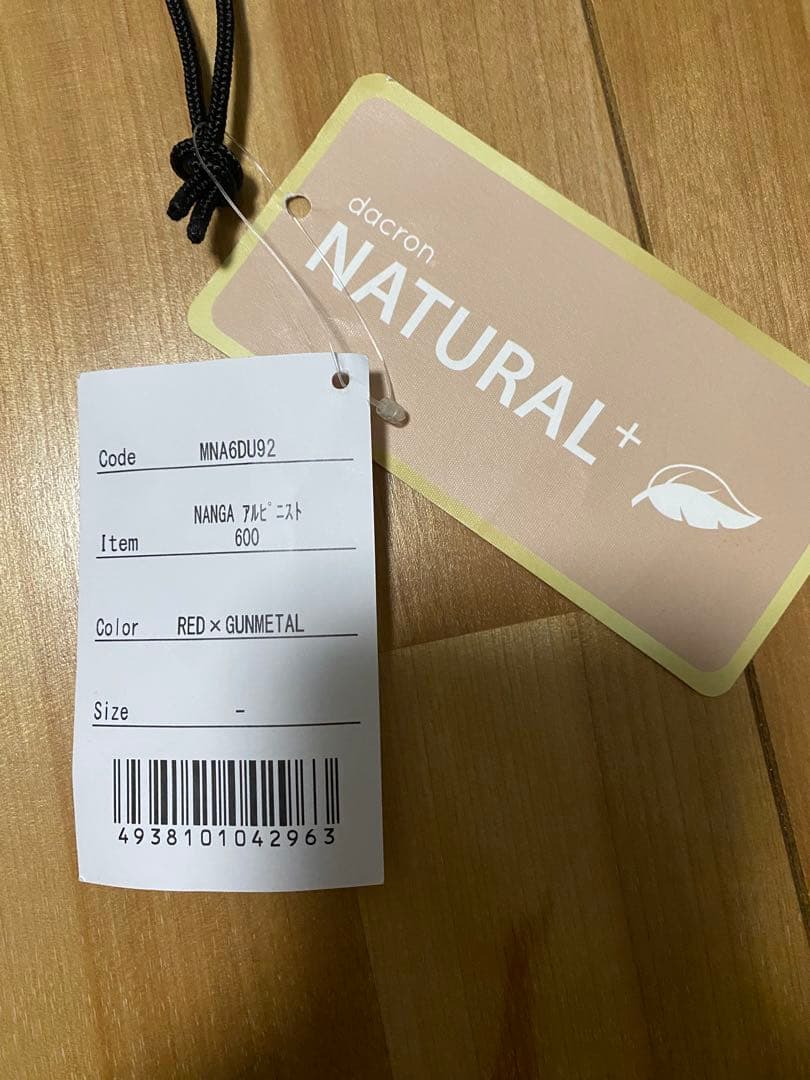 dacron®
NATURAL+
Code MNA6DU92
NANGA ｱﾙﾋﾟﾆｽﾄ
Item 600
Color RED×GUNMETAL
Size -
4938101042963